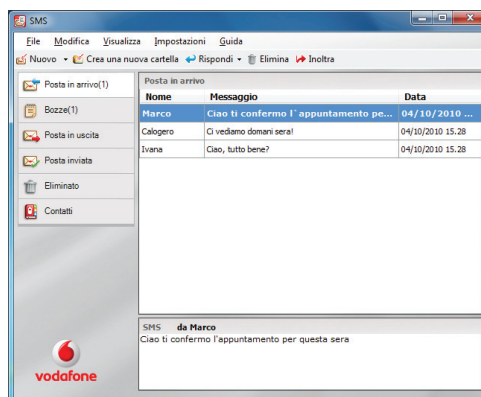 SMS
File Modifica Visualizza Impostazioni Guida
Nuovo Crea una nuova cartella Rispondi Elimina Inoltra
Posta in arrivo(1)
Bozze(1)
Posta in uscita
Posta inviata
Eliminato
Contatti
Posta in arrivo
Nome Messaggio Data
Marco Ciao ti confermo l`appuntamento pe... 04/10/2010 ...
Calogero Ci vediamo domani sera! 04/10/2010 15.28
Ivana Ciao, tutto bene? 04/10/2010 15.28
SMS da Marco
Ciao ti confermo l'appuntamento per questa sera
vodafone